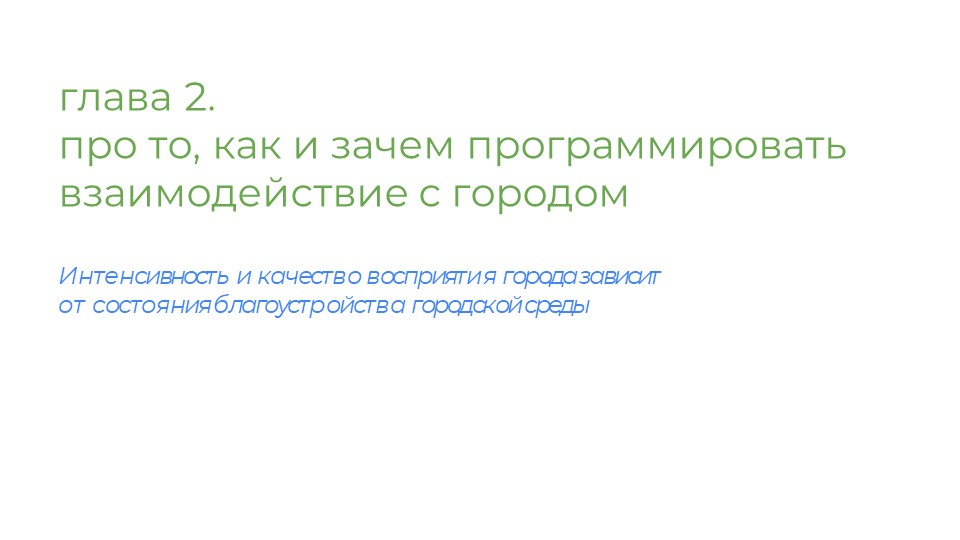 глава 2.
про то, как и зачем программировать
взаимодействие с городом
Интенсивность и качество восприятия города зависит
от состояния благоустройства городской среды